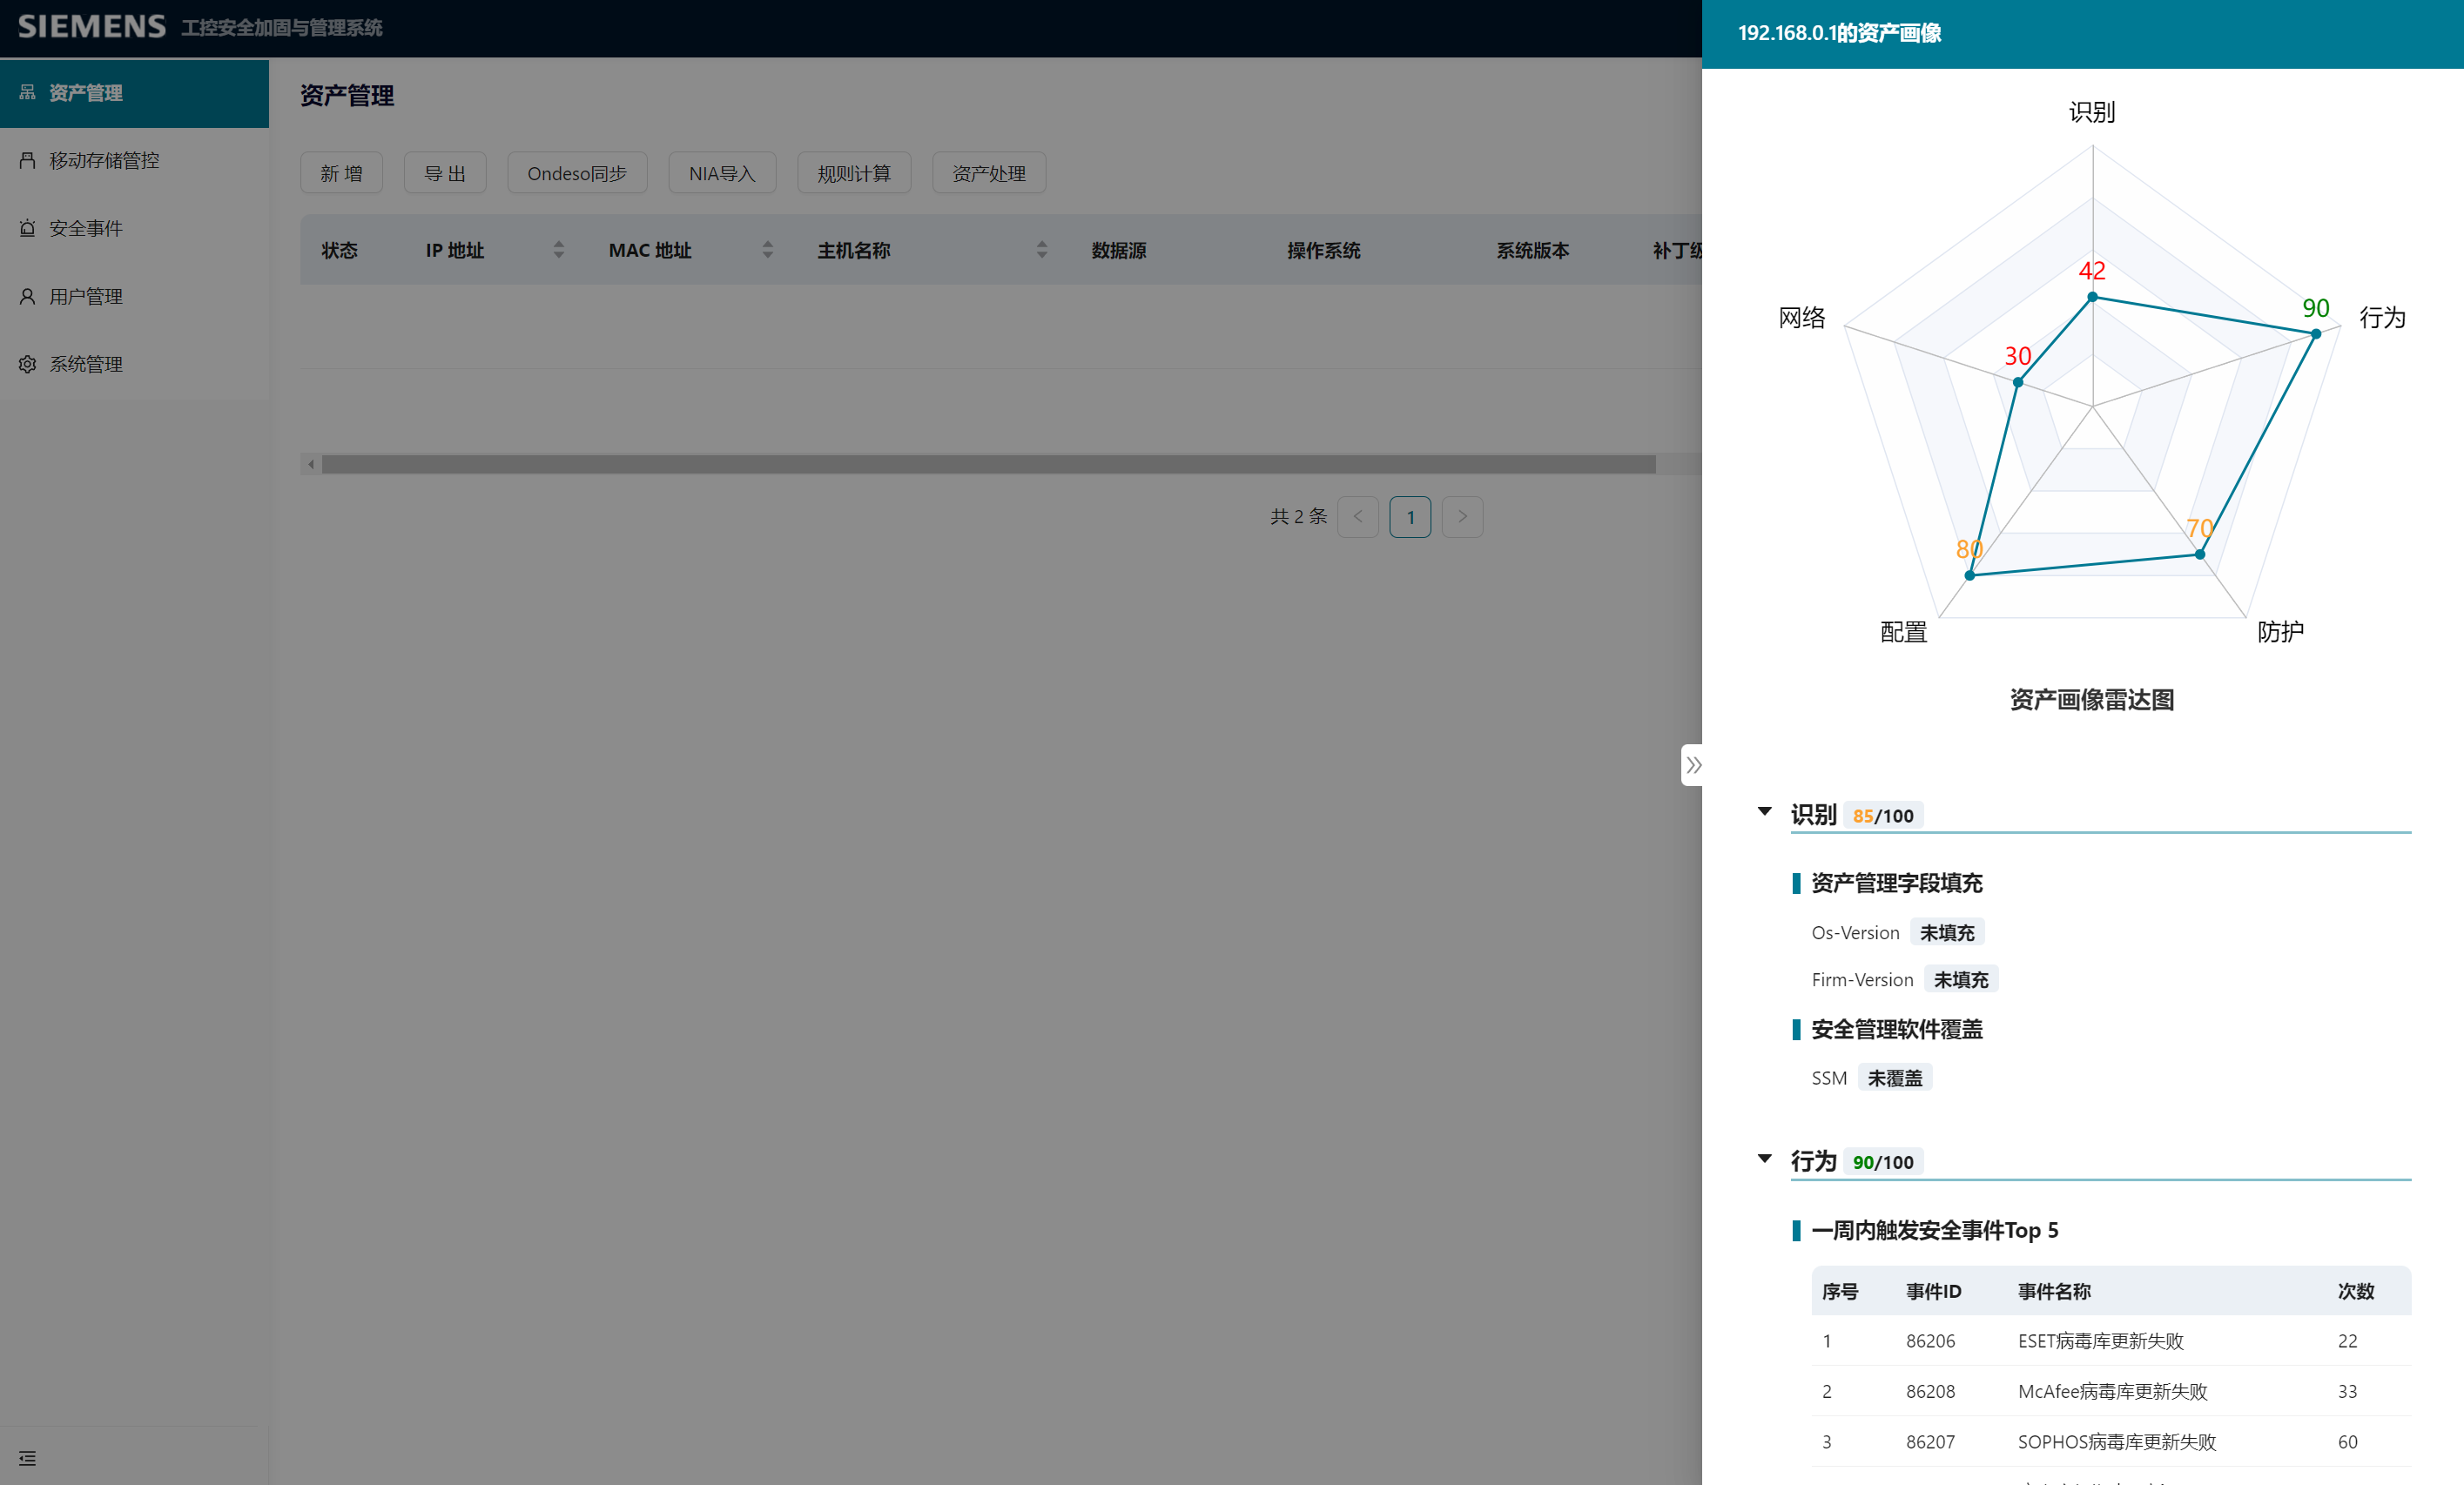 SIEMENS 工控安全加固与管理系统
资产管理
移动存储管控
安全事件
用户管理
系统管理
资产管理
新 增 导 出 Ondeso同步 NIA导入 规则计算 资产处理
状态 IP 地址 MAC 地址 主机名称 数据源 操作系统 系统版本
共 2 条 < 1 >
192.168.0.1的资产画像
识别
42
90
行为
网络
30
70
80
配置
防护
资产画像雷达图
识别 85/100
资产管理字段填充
Os-Version 未填充
Firm-Version 未填充
安全管理软件覆盖
SSM 未覆盖
行为 90/100
一周内触发安全事件Top 5
序号 事件ID 事件名称 次数
1 86206 ESET病毒库更新失败 22
2 86208 McAfee病毒库更新失败 33
3 86207 SOPHOS病毒库更新失败 60